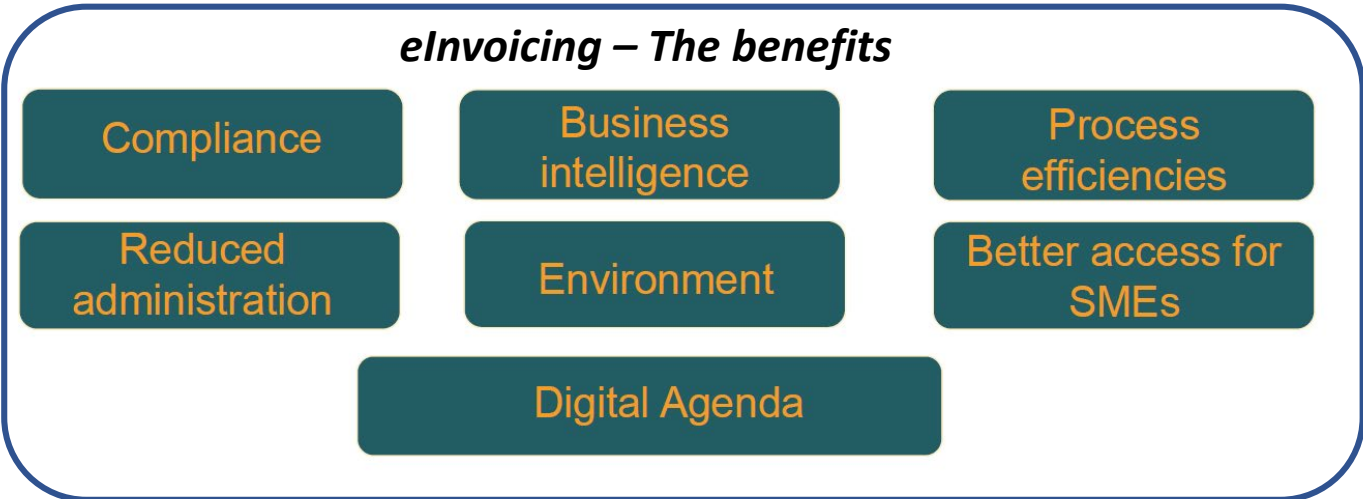 eInvoicing – The benefits
Compliance
Business
intelligence
Process
efficiencies
Reduced
administration
Environment
Better access for
SMEs
Digital Agenda